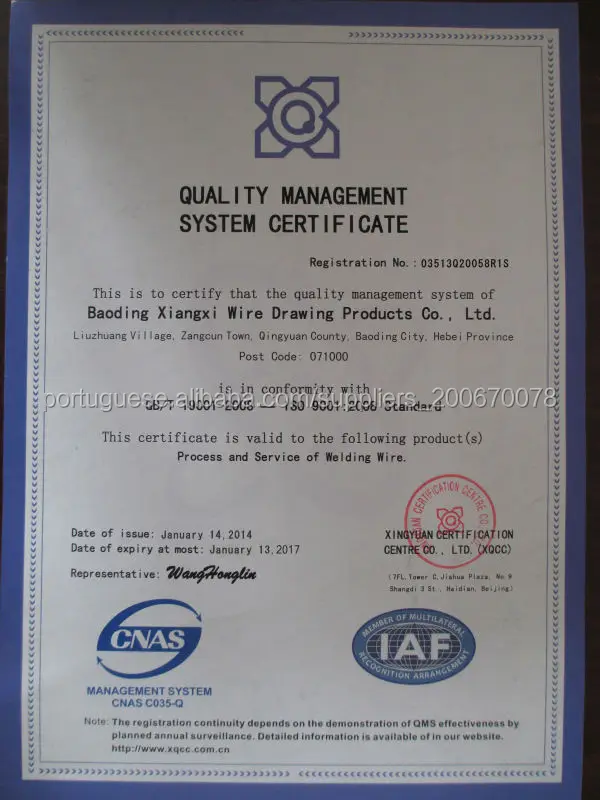 QUALITY MANAGEMENT
SYSTEM CERTIFICATE
Registration No.: 03513Q20058R1S
This is to certify that the quality management system of
Baoding Xiangxi Wire Drawing Products Co., Ltd.
Liuzhuang Village, Zangcun Town, Qingyuan County, Baoding City, Hebei Province
Post Code: 071000
is in conformity with
portuguese.alibaba.com/suppliers_200670078
GB/T 19001-2008 — ISO 9001:2008 Standard
This certificate is valid to the following product(s)
Process and Service of Welding Wire.
Date of issue: January 14,2014
Date of expiry at most: January 13,2017
Representative: WangHonglin
XINGYUAN CERTIFICATION CENTRE CO.
XINGYUAN CERTIFICATION
CENTRE CO., LTD. (XQCC)
(7FL. Tower C, Jiahua Plaza, No.9
Shangdi 3 St., Haidian, Beijing)
CNAS
MANAGEMENT SYSTEM
CNAS C035-Q
MEMBER OF MULTILATERAL
IAF
RECOGNITION ARRANGEMENT
Note: The registration continuity depends on the demonstration of QMS effectiveness by
planned annual surveillance. Detailed information is available of in our website.
http://www.xqcc.com.cn